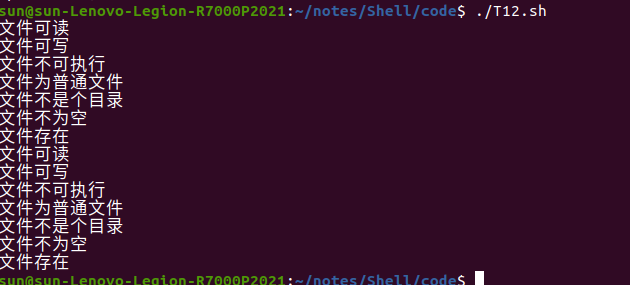 sun@sun-Lenovo-Legion-R7000P2021:~/notes/Shell/code$ ./T12.sh
文件可读
文件可写
文件不可执行
文件为普通文件
文件不是个目录
文件不为空
文件存在
文件可读
文件可写
文件不可执行
文件为普通文件
文件不是个目录
文件不为空
文件存在
sun@sun-Lenovo-Legion-R7000P2021:~/notes/Shell/code$